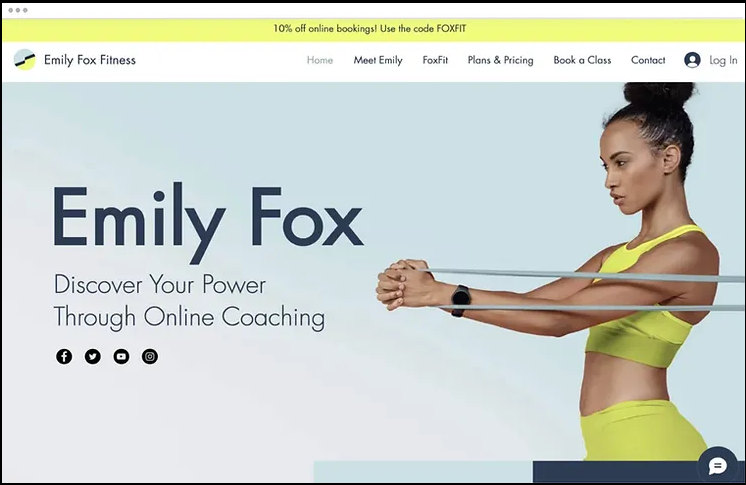 10% off online bookings! Use the code FOXFIT
Emily Fox Fitness
Home
Meet Emily
FoxFit
Plans & Pricing
Book a Class
Contact
Log In
Emily Fox
Discover Your Power
Through Online Coaching